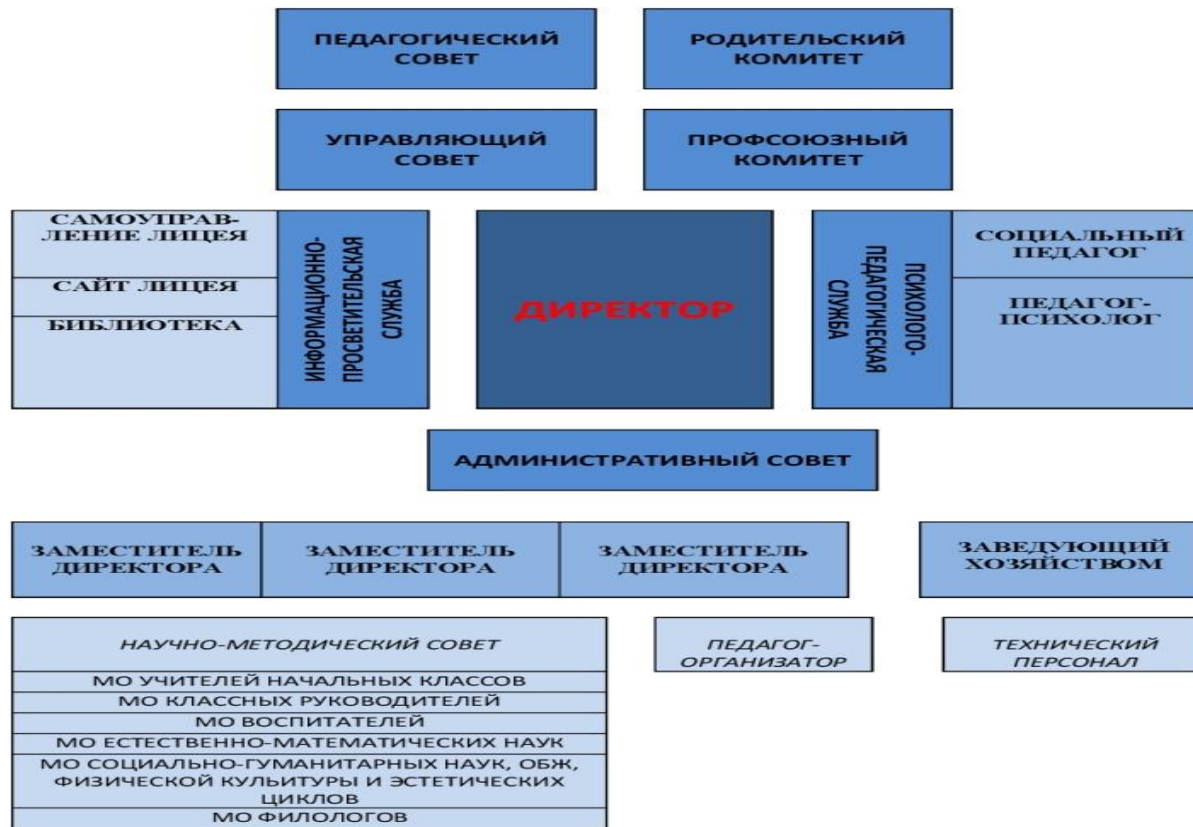 ПЕДАГОГИЧЕСКИЙ
СОВЕТ
РОДИТЕЛЬСКИЙ
КОМИТЕТ
УПРАВЛЯЮЩИЙ
СОВЕТ
ПРОФСОЮЗНЫЙ
КОМИТЕТ
САМОУПРАВ-
ЛЕНИЕ ЛИЦЕЯ
САЙТ ЛИЦЕЯ
БИБЛИОТЕКА
ИНФОРМАЦИОННО-
ПРОСВЕТИТЕЛЬСКАЯ
СЛУЖБА
ДИРЕКТОР
ПСИХОЛОГО-
ПЕДАГОГИЧЕСКАЯ
СЛУЖБА
СОЦИАЛЬНЫЙ
ПЕДАГОГ
ПЕДАГОГ-
ПСИХОЛОГ
АДМИНИСТРАТИВНЫЙ СОВЕТ
ЗАМЕСТИТЕЛЬ
ДИРЕКТОРА
ЗАМЕСТИТЕЛЬ
ДИРЕКТОРА
ЗАМЕСТИТЕЛЬ
ДИРЕКТОРА
ЗАВЕДУЮЩИЙ
ХОЗЯЙСТВОМ
НАУЧНО-МЕТОДИЧЕСКИЙ СОВЕТ
МО УЧИТЕЛЕЙ НАЧАЛЬНЫХ КЛАССОВ
МО КЛАССНЫХ РУКОВОДИТЕЛЕЙ
МО ВОСПИТАТЕЛЕЙ
МО ЕСТЕСТВЕННО-МАТЕМАТИЧЕСКИХ НАУК
МО СОЦИАЛЬНО-ГУМАНИТАРНЫХ НАУК, ОБЖ,
ФИЗИЧЕСКОЙ КУЛЬИТУРЫ И ЭСТЕТИЧЕСКИХ
ЦИКЛОВ
МО ФИЛОЛОГОВ
ПЕДАГОГ-
ОРГАНИЗАТОР
ТЕХНИЧЕСКИЙ
ПЕРСОНАЛ